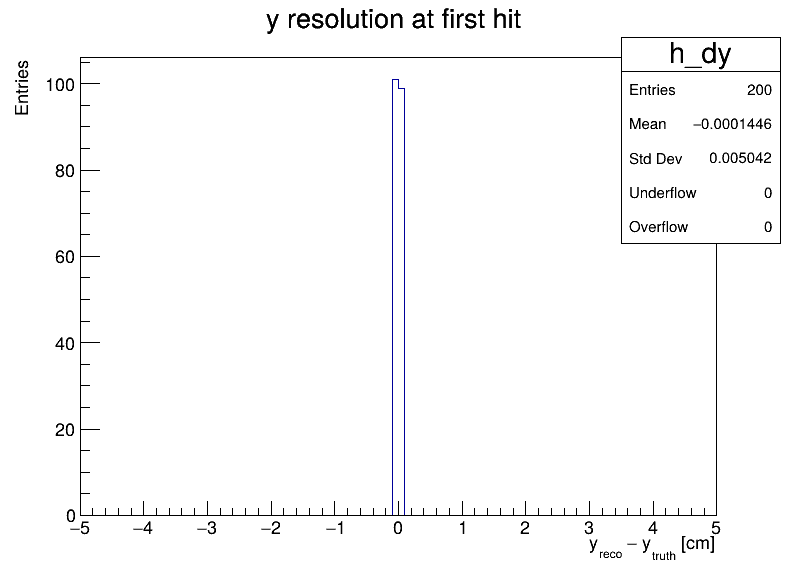 y resolution at first hit
h_dy
Entries 200
Mean −0.0001446
Std Dev 0.005042
Underflow 0
Overflow 0
Entries
100
80
60
40
20
0
−5 −4 −3 −2 −1 0 1 2 3 4 5
y_reco − y_truth [cm]